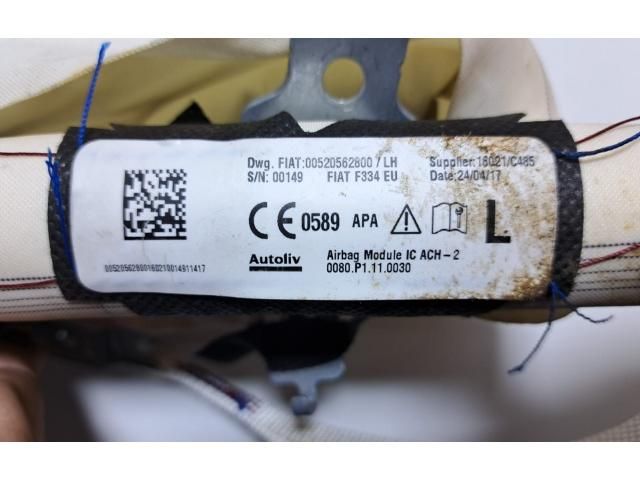 Dwg. FIAT:00520562800 / LH Supplier:16021/C485
S/N: 00149 FIAT F334 EU Date:24/04/17
CE 0589 APA L
Autoliv Airbag Module IC ACH-2
0080.P1.11.0030
00520562800160210014911417